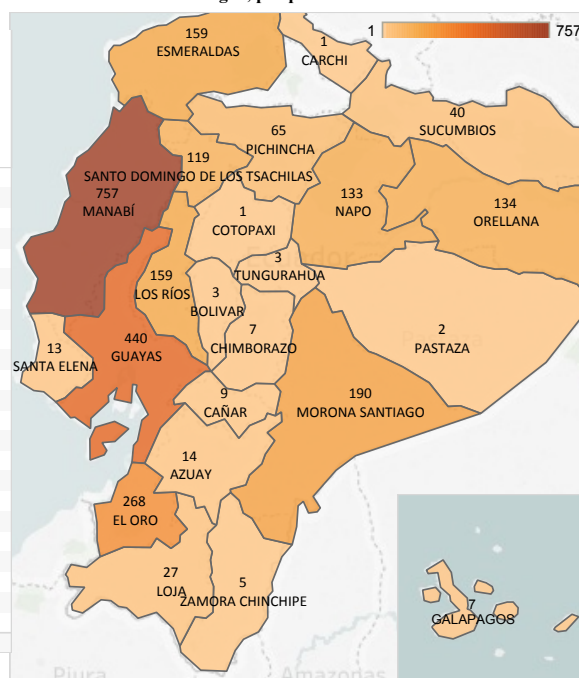 159
ESMERALDAS
1
CARCHI
1
757
40
SUCUMBIOS
65
PICHINCHA
119
SANTO DOMINGO DE LOS TSACHILAS
757
MANABÍ
133
NAPO
134
ORELLANA
1
COTOPAXI
Ecuador
3
TUNGURAHUA
159
LOS RÍOS
3
BOLIVAR
7
CHIMBORAZO
2
PASTAZA
13
SANTA ELENA
440
GUAYAS
9
CAÑAR
190
MORONA SANTIAGO
14
AZUAY
268
EL ORO
27
LOJA
5
ZAMORA CHINCHIPE
7
GALAPAGOS
Piura
Amazonas